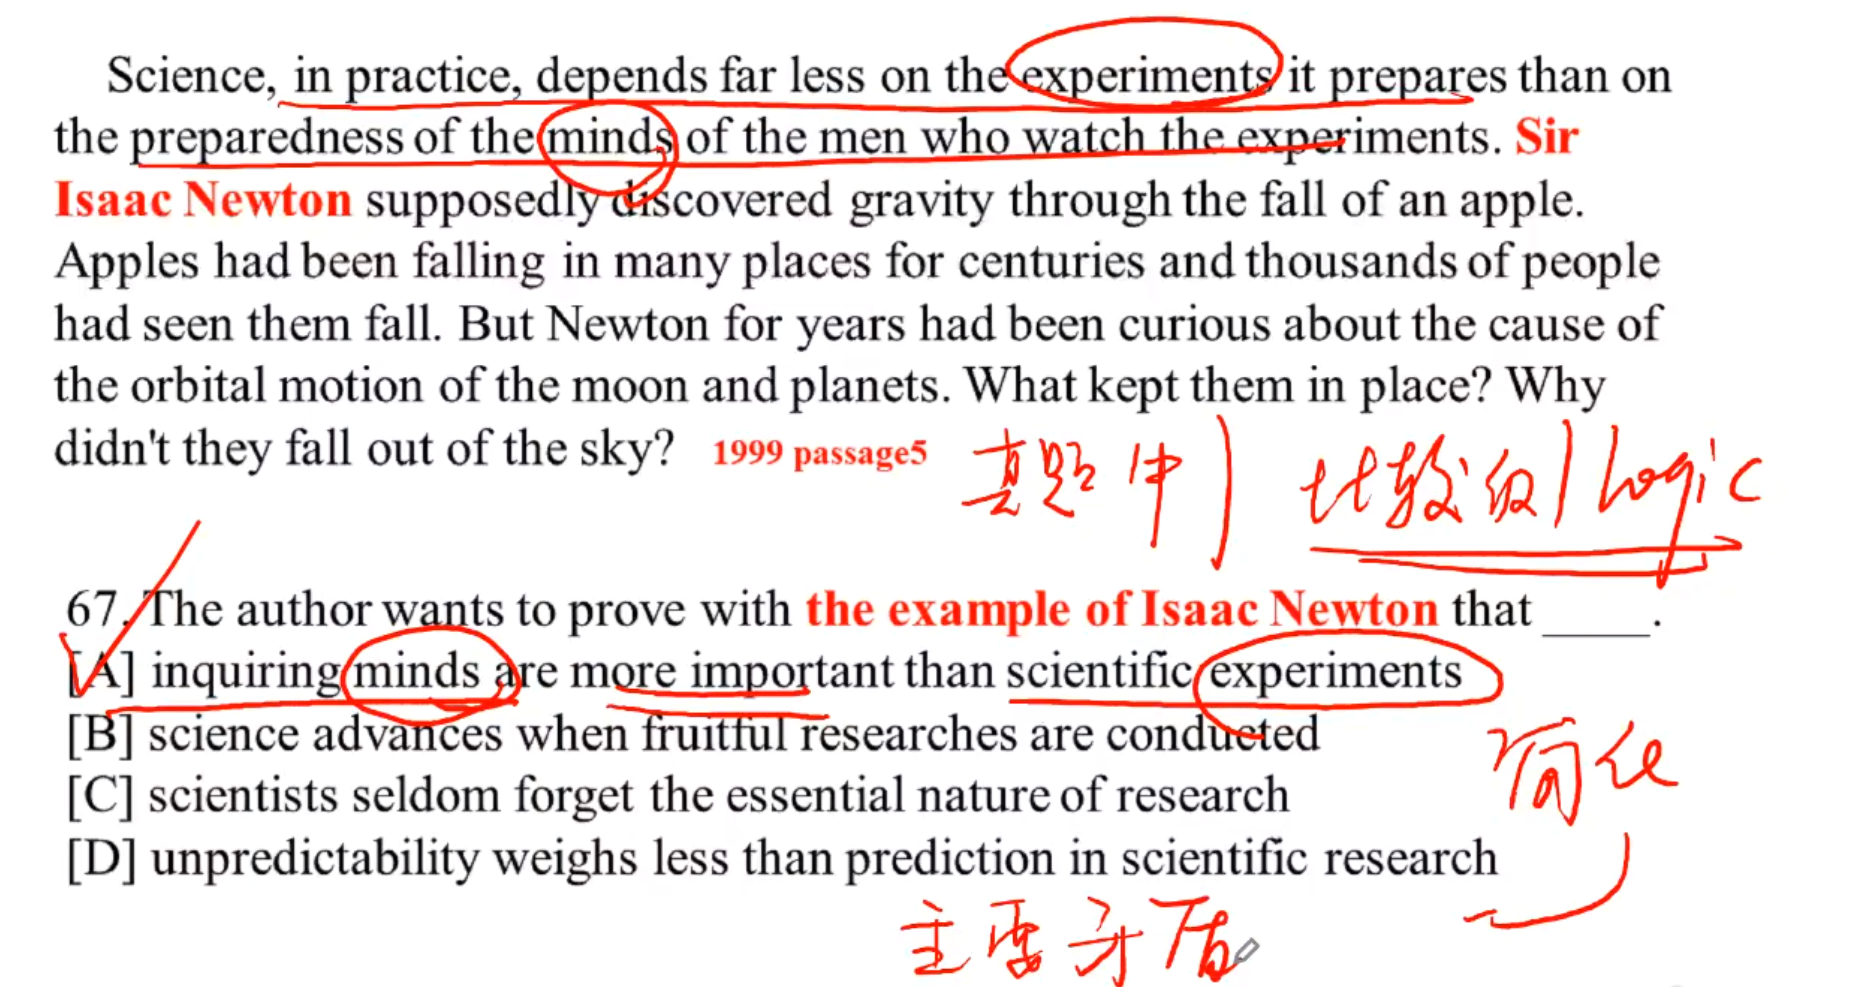 Science, in practice, depends far less on the experiments it prepares than on
the preparedness of the minds of the men who watch the experiments. Sir
Isaac Newton supposedly discovered gravity through the fall of an apple.
Apples had been falling in many places for centuries and thousands of people
had seen them fall. But Newton for years had been curious about the cause of
the orbital motion of the moon and planets. What kept them in place? Why
didn't they fall out of the sky? 1999 passage5
真题中 比较级 Logic
67. The author wants to prove with the example of Isaac Newton that _____.
[A] inquiring minds are more important than scientific experiments
[B] science advances when fruitful researches are conducted
[C] scientists seldom forget the essential nature of research
[D] unpredictability weighs less than prediction in scientific research
简化
主要矛盾